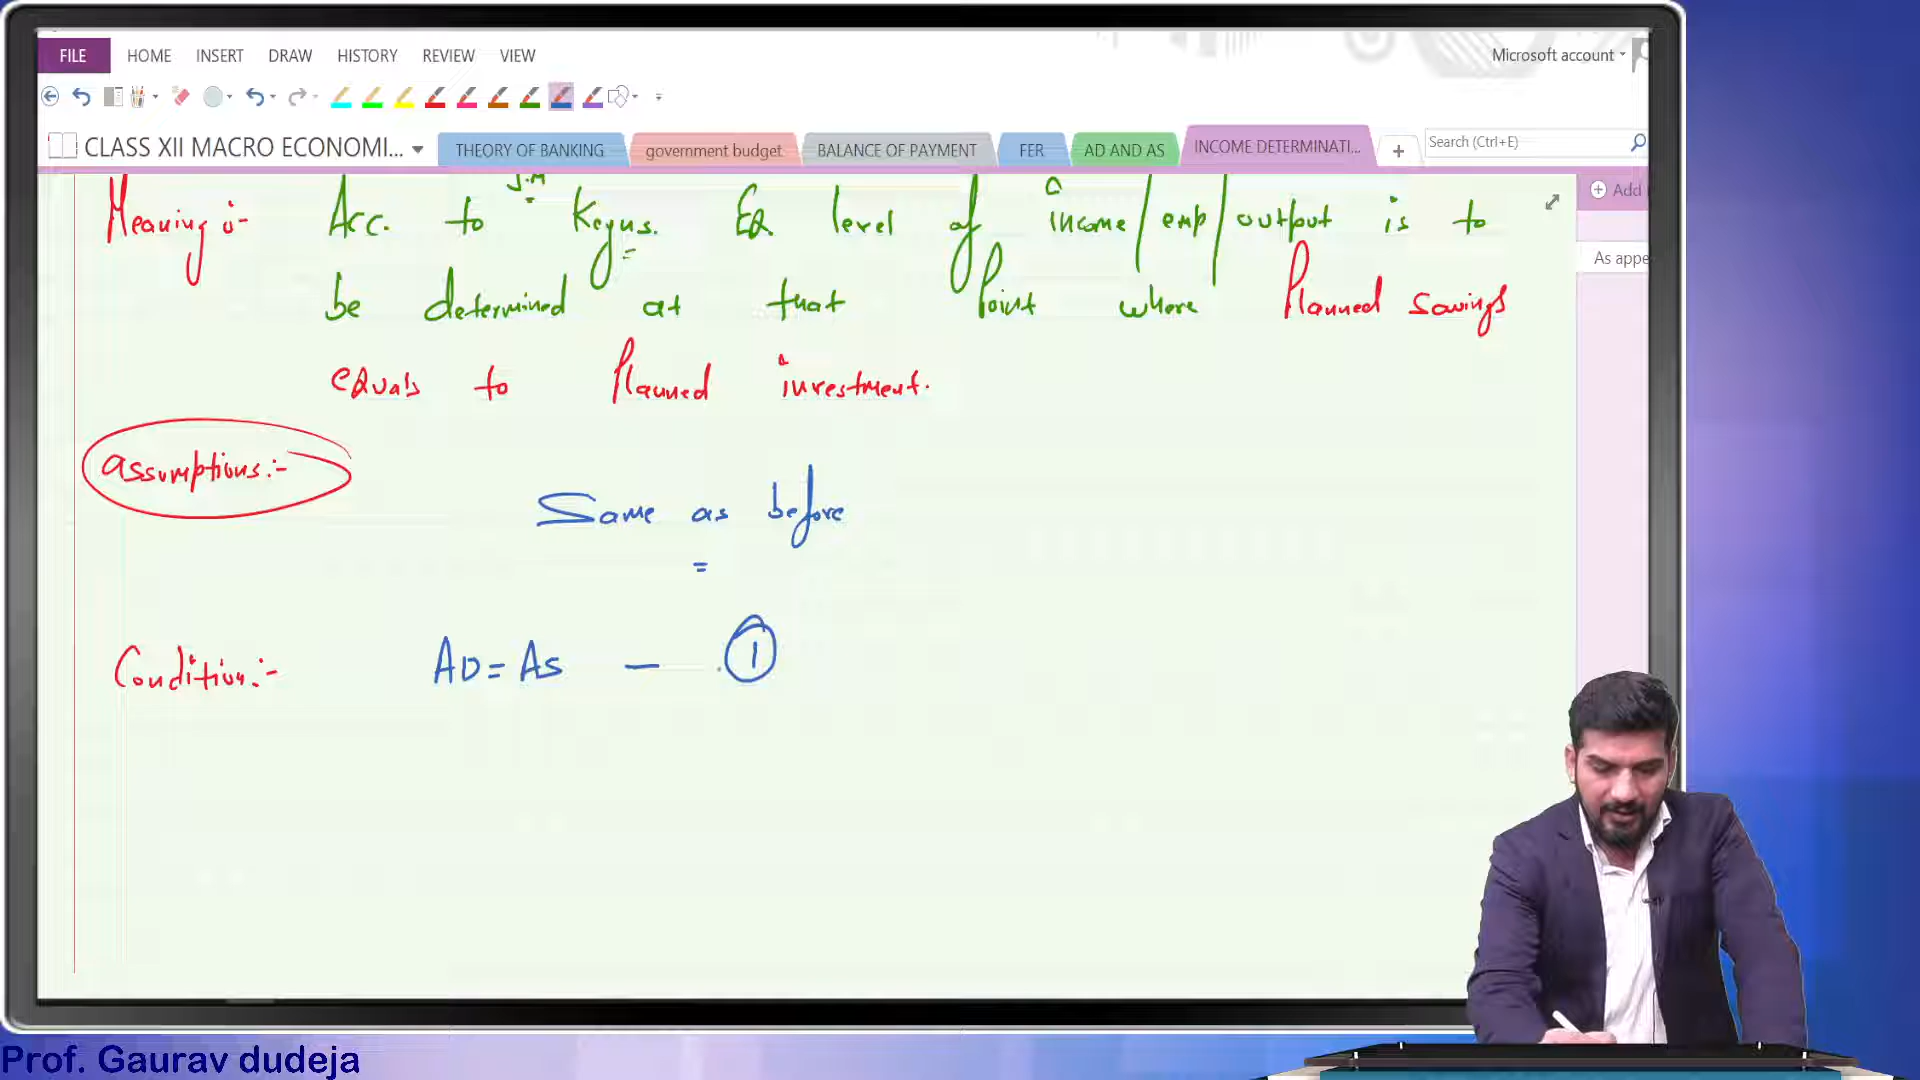 FILE HOME INSERT DRAW HISTORY REVIEW VIEW Microsoft account
CLASS XII MACRO ECONOMI... THEORY OF BANKING government budget BALANCE OF PAYMENT FER AD AND AS INCOME DETERMINATI... + Search (Ctrl+E)
Add
As appe
J.M
Meaning :- Acc. to Keyns. EQ level of income/emp/output is to
be determined at that Point where Planned savings
equals to Planned investment.
Assumptions:-
Same as before
=
Condition:- AD = AS — 1
Prof. Gaurav dudeja